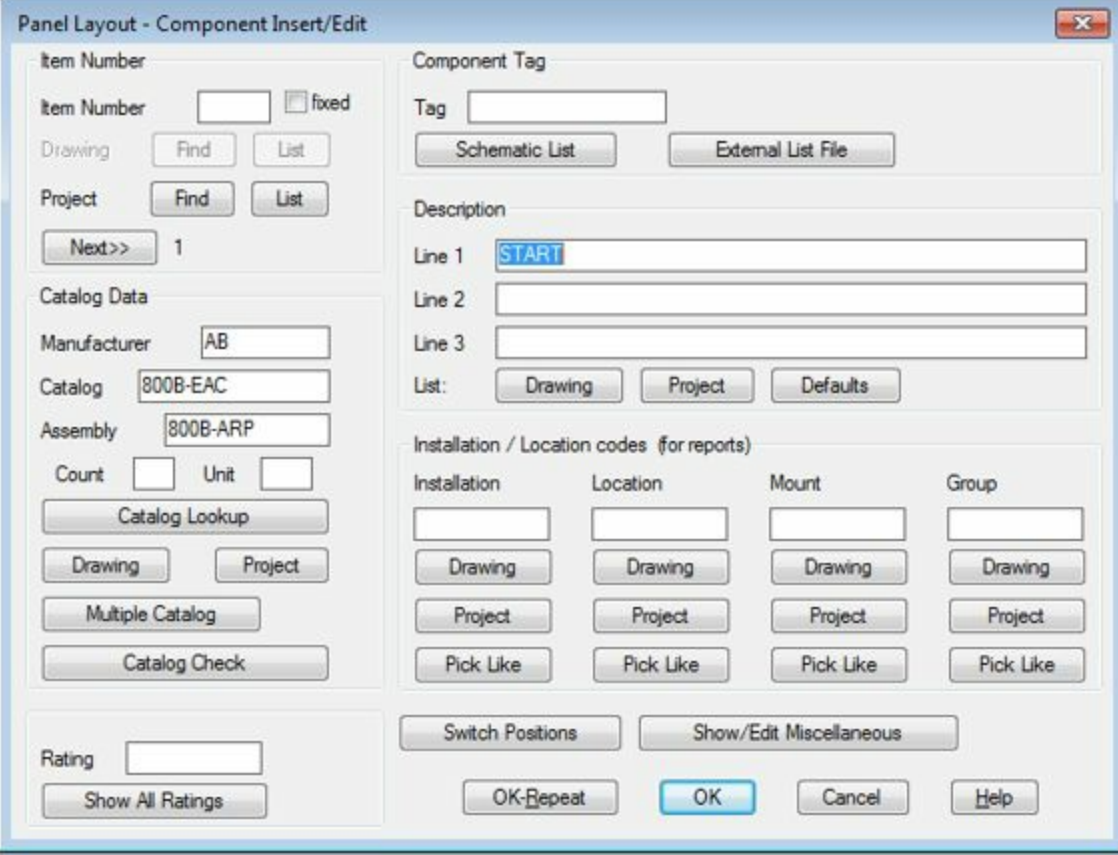 Panel Layout - Component Insert/Edit
Item Number
Item Number fixed
Drawing Find List
Project Find List
Next>> 1
Component Tag
Tag
Schematic List External List File
Description
Line 1 START
Line 2
Line 3
List: Drawing Project Defaults
Catalog Data
Manufacturer AB
Catalog 800B-EAC
Assembly 800B-ARP
Count Unit
Catalog Lookup
Drawing Project
Multiple Catalog
Catalog Check
Installation / Location codes (for reports)
Installation Location Mount Group
Drawing Drawing Drawing Drawing
Project Project Project Project
Pick Like Pick Like Pick Like Pick Like
Rating
Show All Ratings
Switch Positions Show/Edit Miscellaneous
OK-Repeat OK Cancel Help